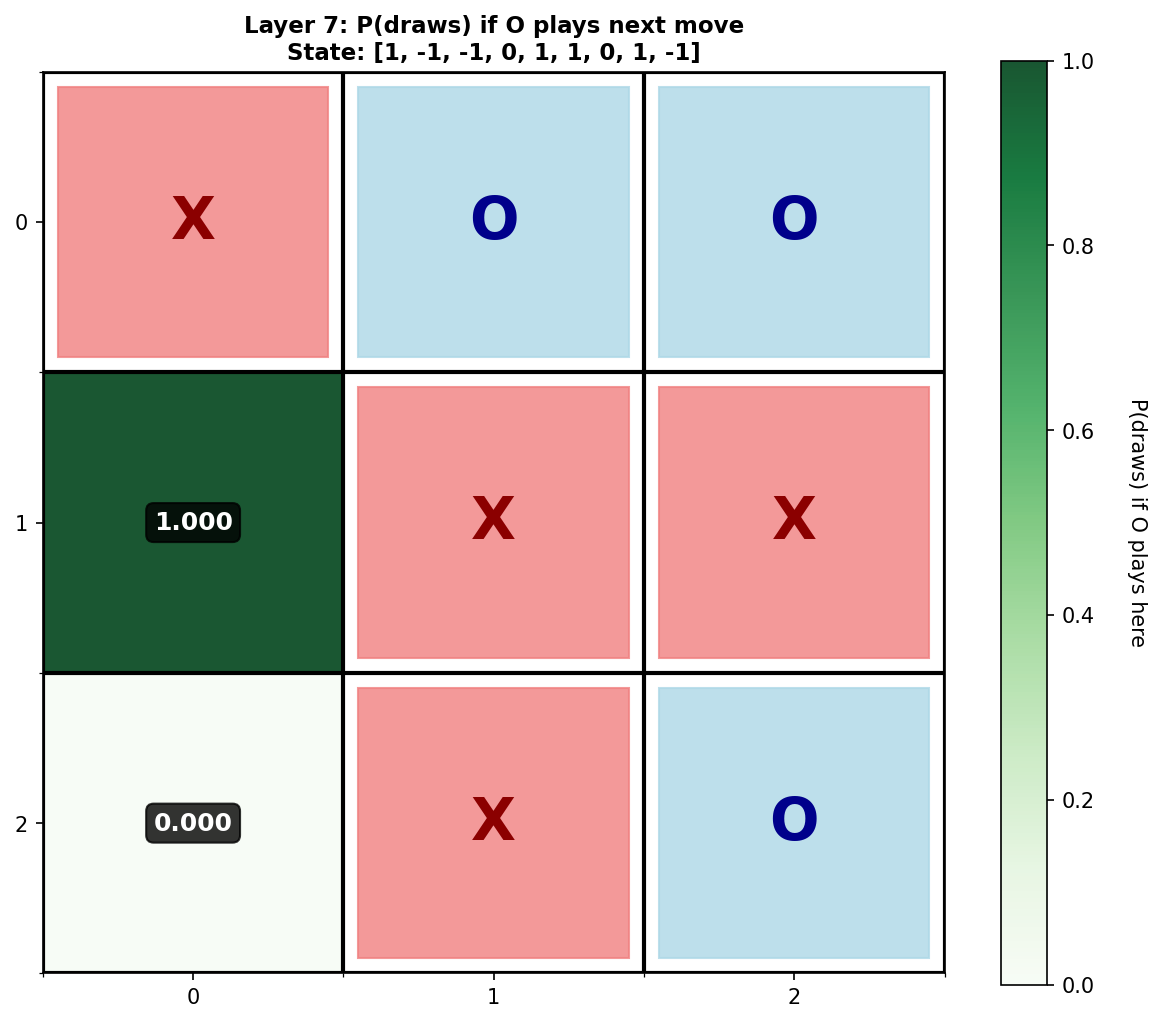 Layer 7: P(draws) if O plays next move
State: [1, -1, -1, 0, 1, 1, 0, 1, -1]
0 X O O
1 1.000 X X
2 0.000 X O
0 1 2
1.0
0.8
0.6
0.4
0.2
0.0
P(draws) if O plays here